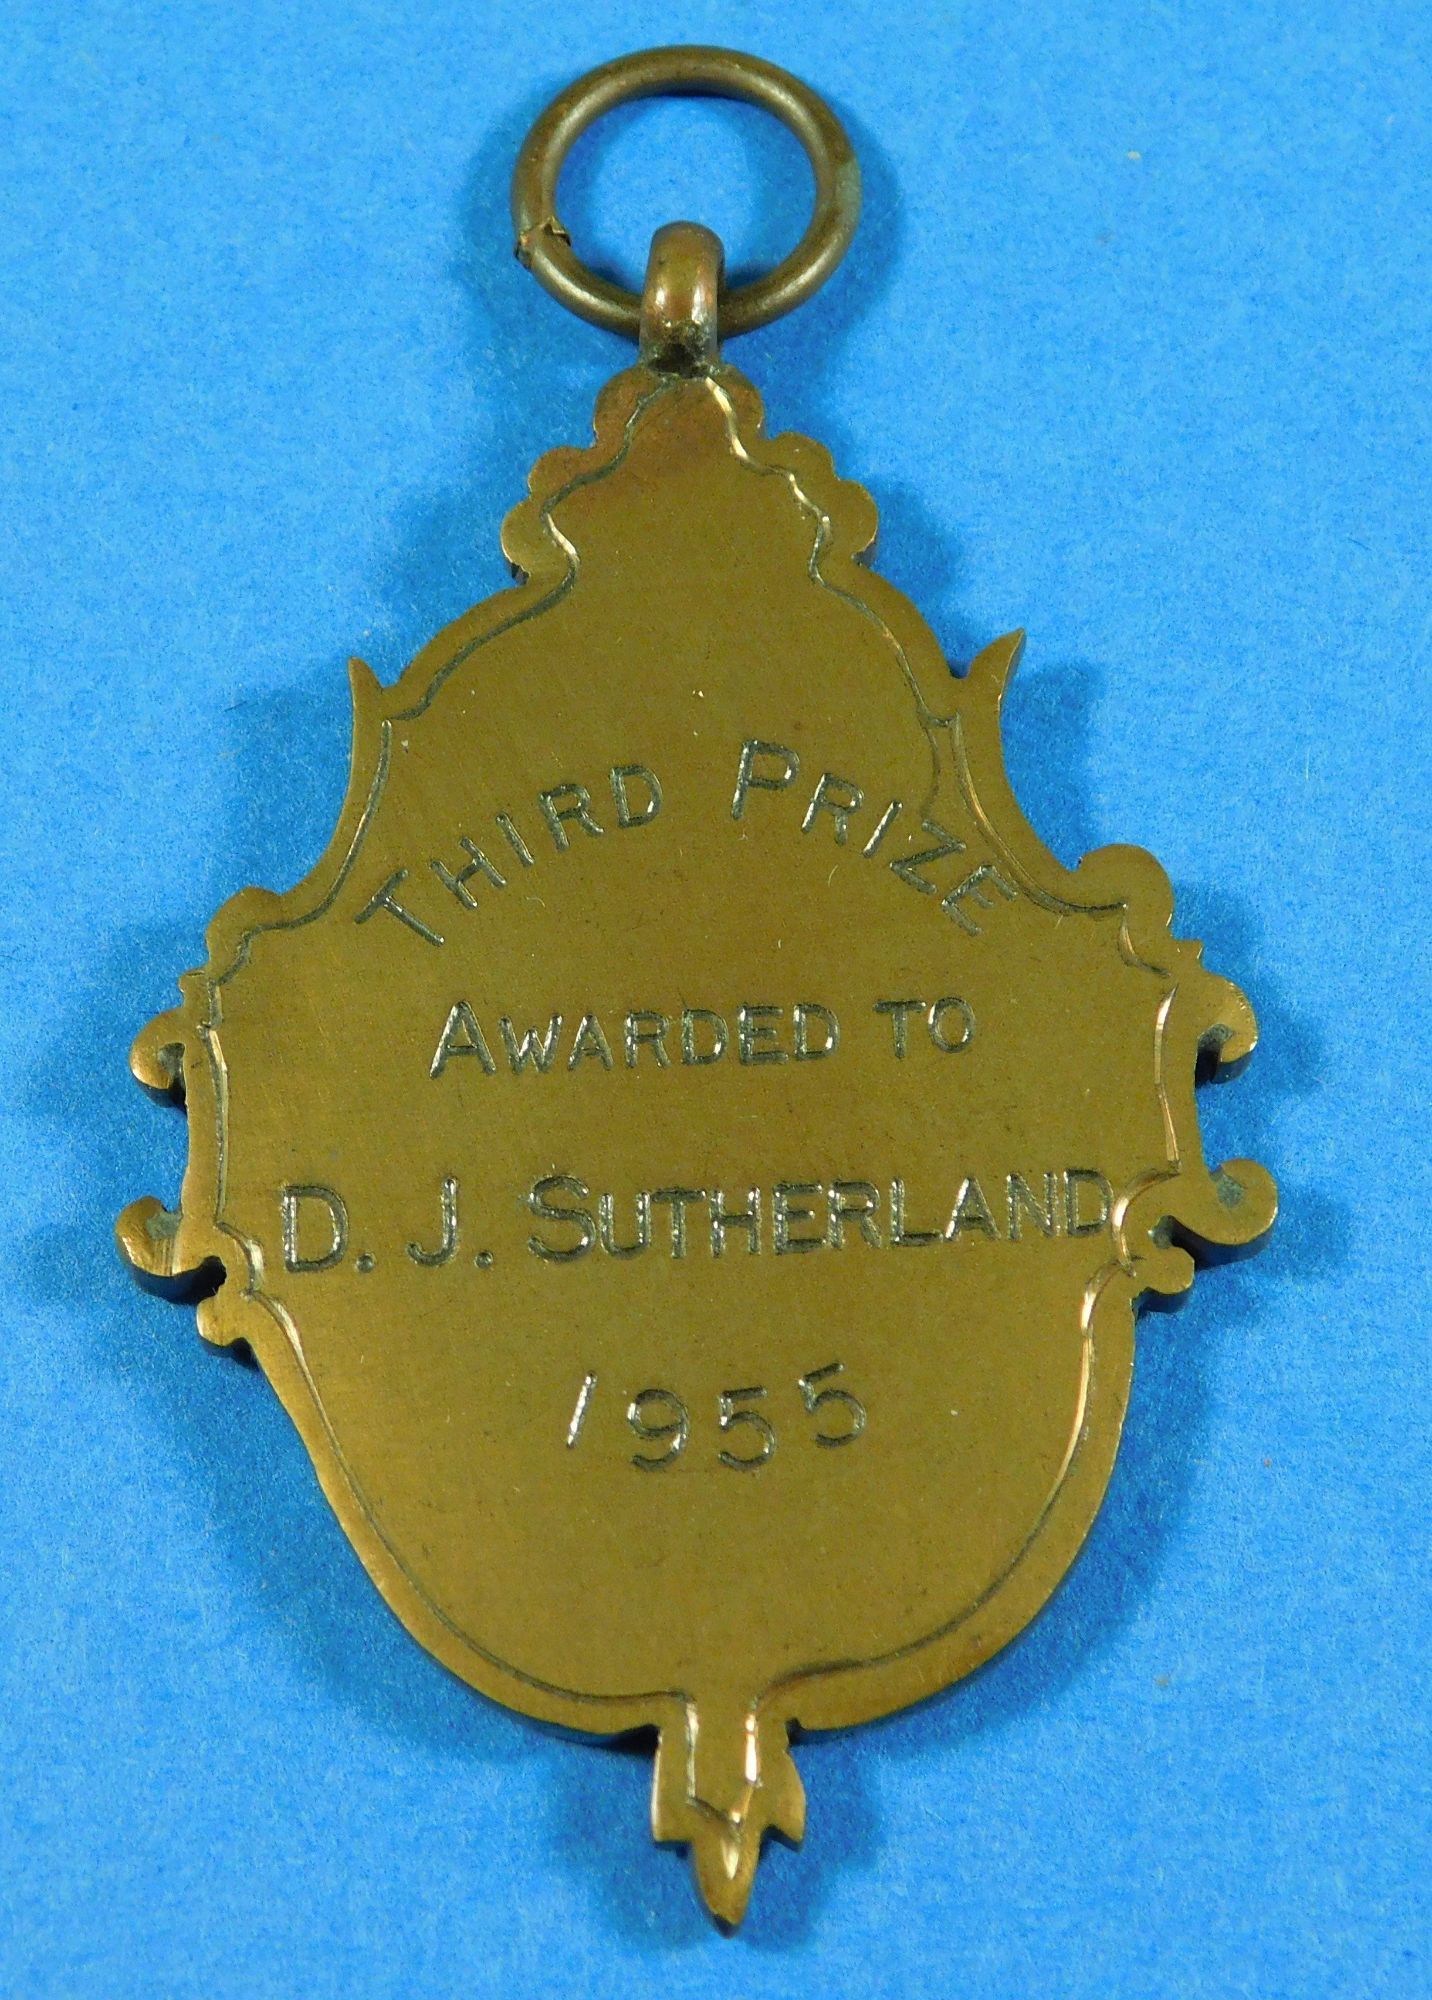 THIRD PRIZE
AWARDED TO
D. J. SUTHERLAND
1955